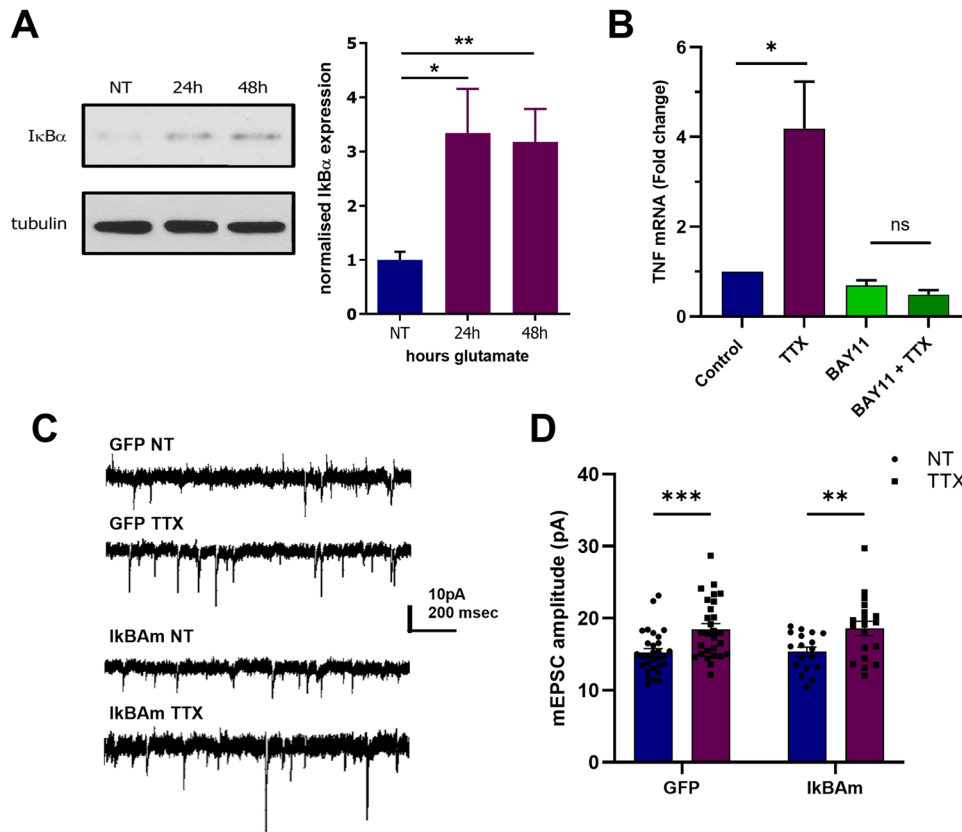 A
NT 24h 48h
IκBα
tubulin
normalised IkBα expression
5
4
3
2
1
0
*
**
NT 24h 48h
hours glutamate
B
TNF mRNA (Fold change)
6
4
2
0
*
ns
Control
TTX
BAY11
BAY11 + TTX
C
GFP NT
GFP TTX
10pA
200 msec
IkBAm NT
IkBAm TTX
D
NT
TTX
mEPSC amplitude (pA)
40
30
20
10
0
***
**
GFP IkBAm